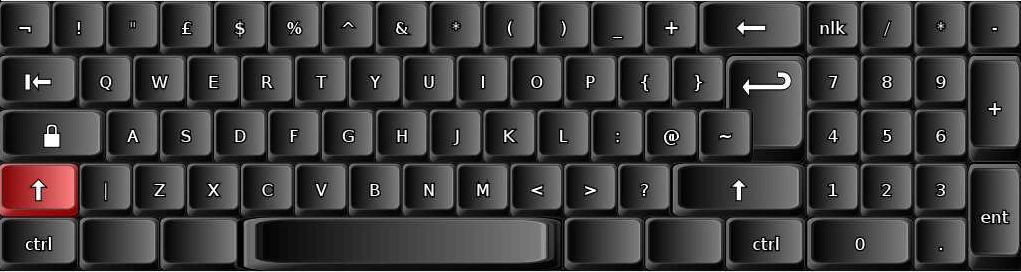 ¬ ! " £ $ % ^ & * ( ) _ + ← nlk / * -
Q W E R T Y U I O P { } 7 8 9 +
A S D F G H J K L : @ ~ 4 5 6
| Z X C V B N M < > ? 1 2 3 ent
ctrl ctrl 0 .